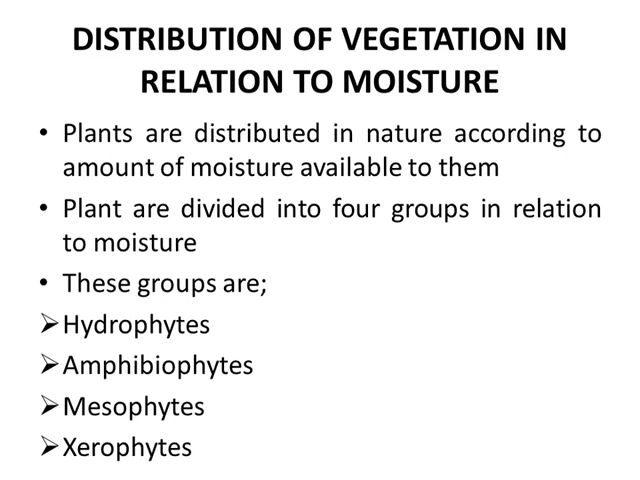 DISTRIBUTION OF VEGETATION IN
RELATION TO MOISTURE
• Plants are distributed in nature according to
amount of moisture available to them
• Plant are divided into four groups in relation
to moisture
• These groups are;
➢Hydrophytes
➢Amphibiophytes
➢Mesophytes
➢Xerophytes